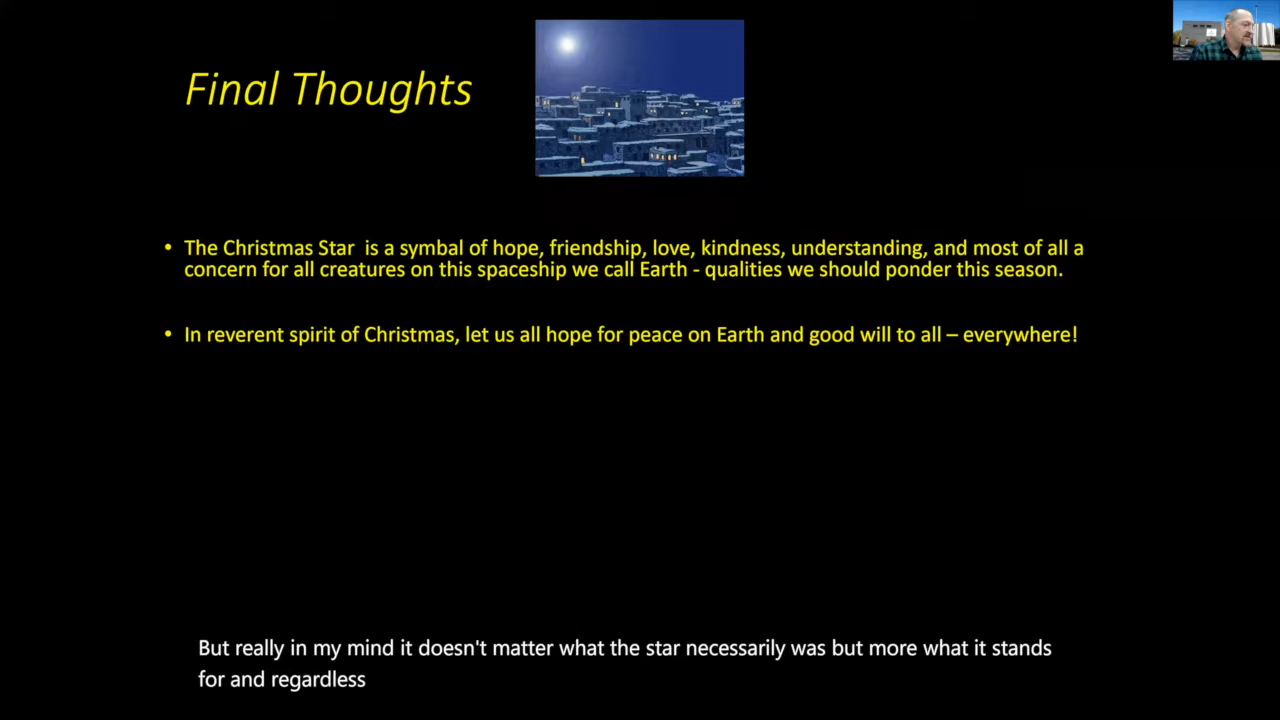 Final Thoughts
• The Christmas Star is a symbal of hope, friendship, love, kindness, understanding, and most of all a
concern for all creatures on this spaceship we call Earth - qualities we should ponder this season.
• In reverent spirit of Christmas, let us all hope for peace on Earth and good will to all – everywhere!
But really in my mind it doesn't matter what the star necessarily was but more what it stands
for and regardless